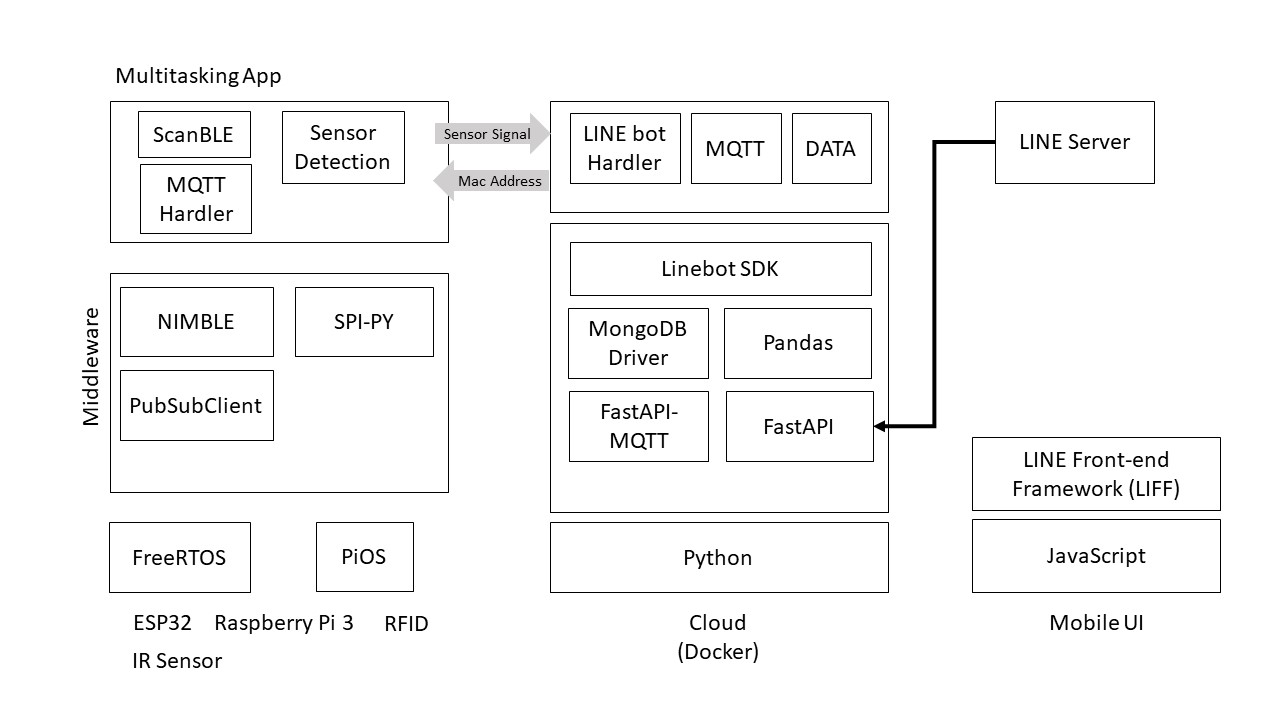 Multitasking App
ScanBLE
Sensor
Detection
MQTT
Hardler
Sensor Signal
Mac Address
LINE bot
Hardler
MQTT
DATA
LINE Server
Middleware
NIMBLE
SPI-PY
PubSubClient
Linebot SDK
MongoDB
Driver
Pandas
FastAPI-
MQTT
FastAPI
LINE Front-end
Framework (LIFF)
FreeRTOS
PiOS
Python
JavaScript
ESP32
Raspberry Pi 3
RFID
IR Sensor
Cloud
(Docker)
Mobile UI